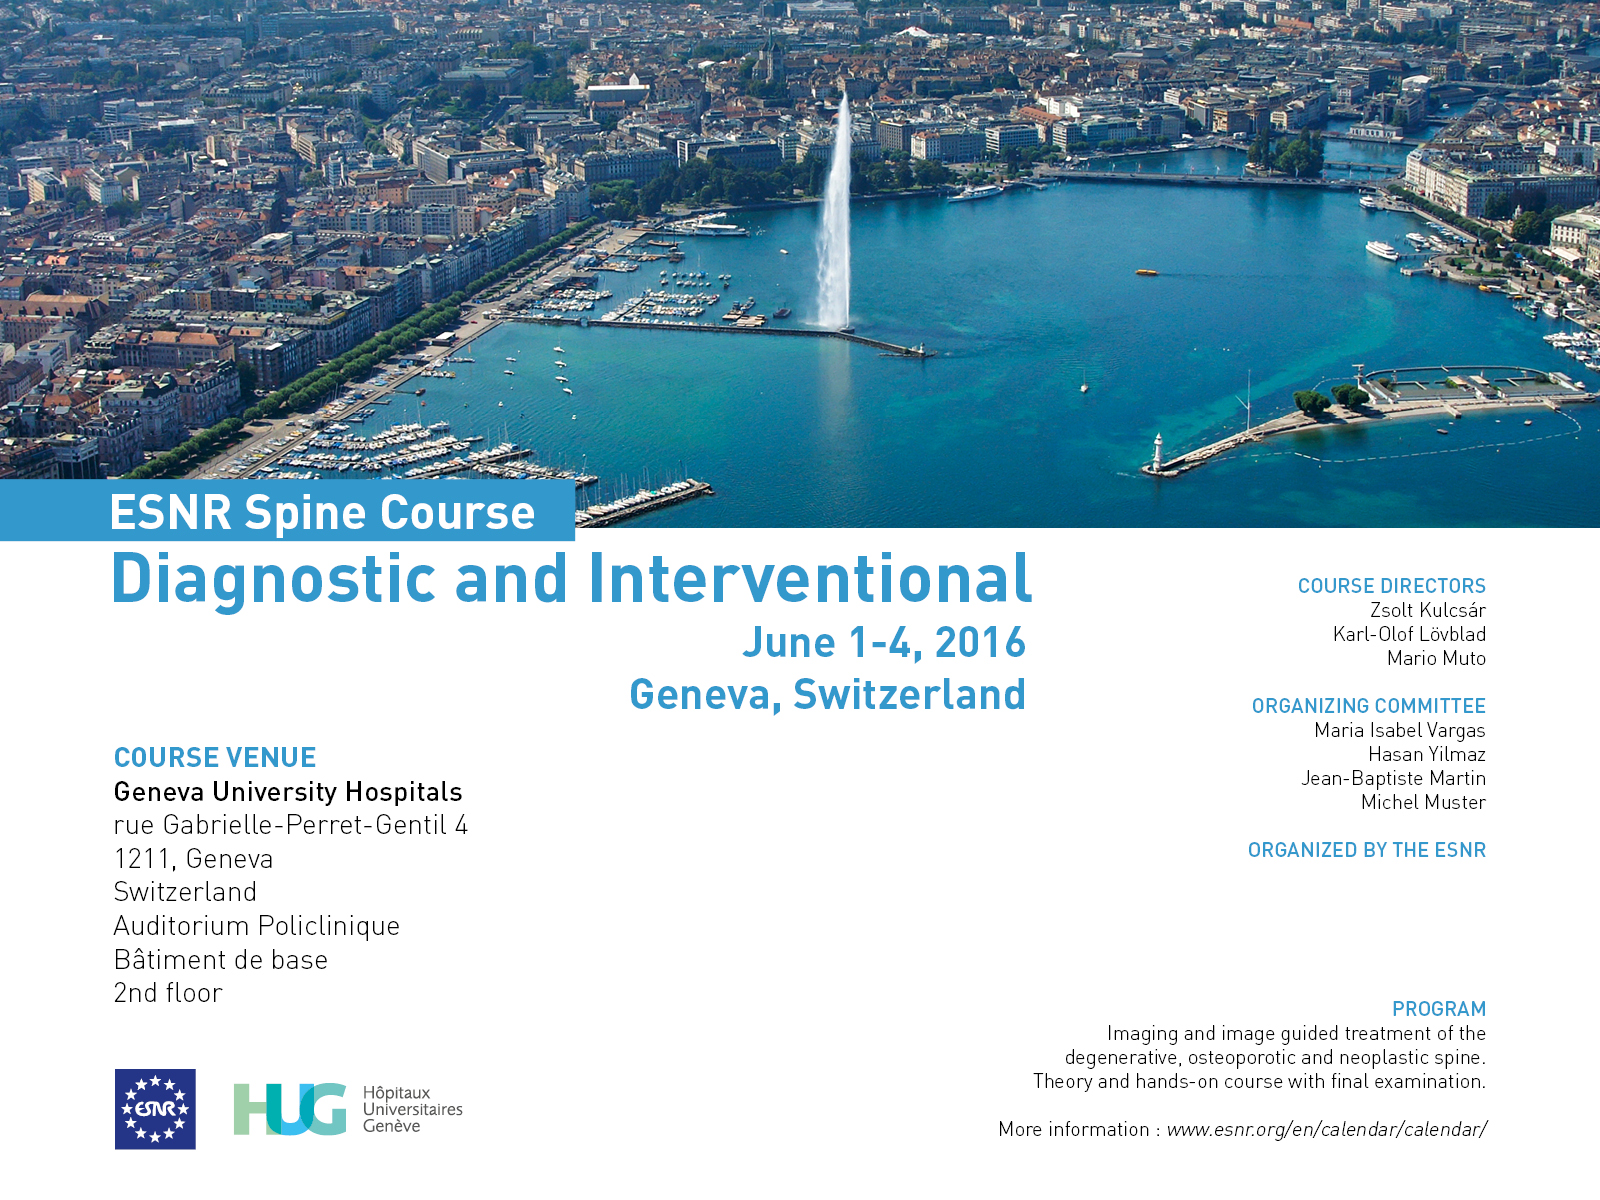 ESNR Spine Course
Diagnostic and Interventional
June 1-4, 2016
Geneva, Switzerland
COURSE VENUE
Geneva University Hospitals
rue Gabrielle-Perret-Gentil 4
1211, Geneva
Switzerland
Auditorium Policlinique
Bâtiment de base
2nd floor
COURSE DIRECTORS
Zsolt Kulcsár
Karl-Olof Lövblad
Mario Muto
ORGANIZING COMMITTEE
Maria Isabel Vargas
Hasan Yilmaz
Jean-Baptiste Martin
Michel Muster
ORGANIZED BY THE ESNR
PROGRAM
Imaging and image guided treatment of the
degenerative, osteoporotic and neoplastic spine.
Theory and hands-on course with final examination.
More information : www.esnr.org/en/calendar/calendar/
ESNR
HUG
Hôpitaux
Universitaires
Genève